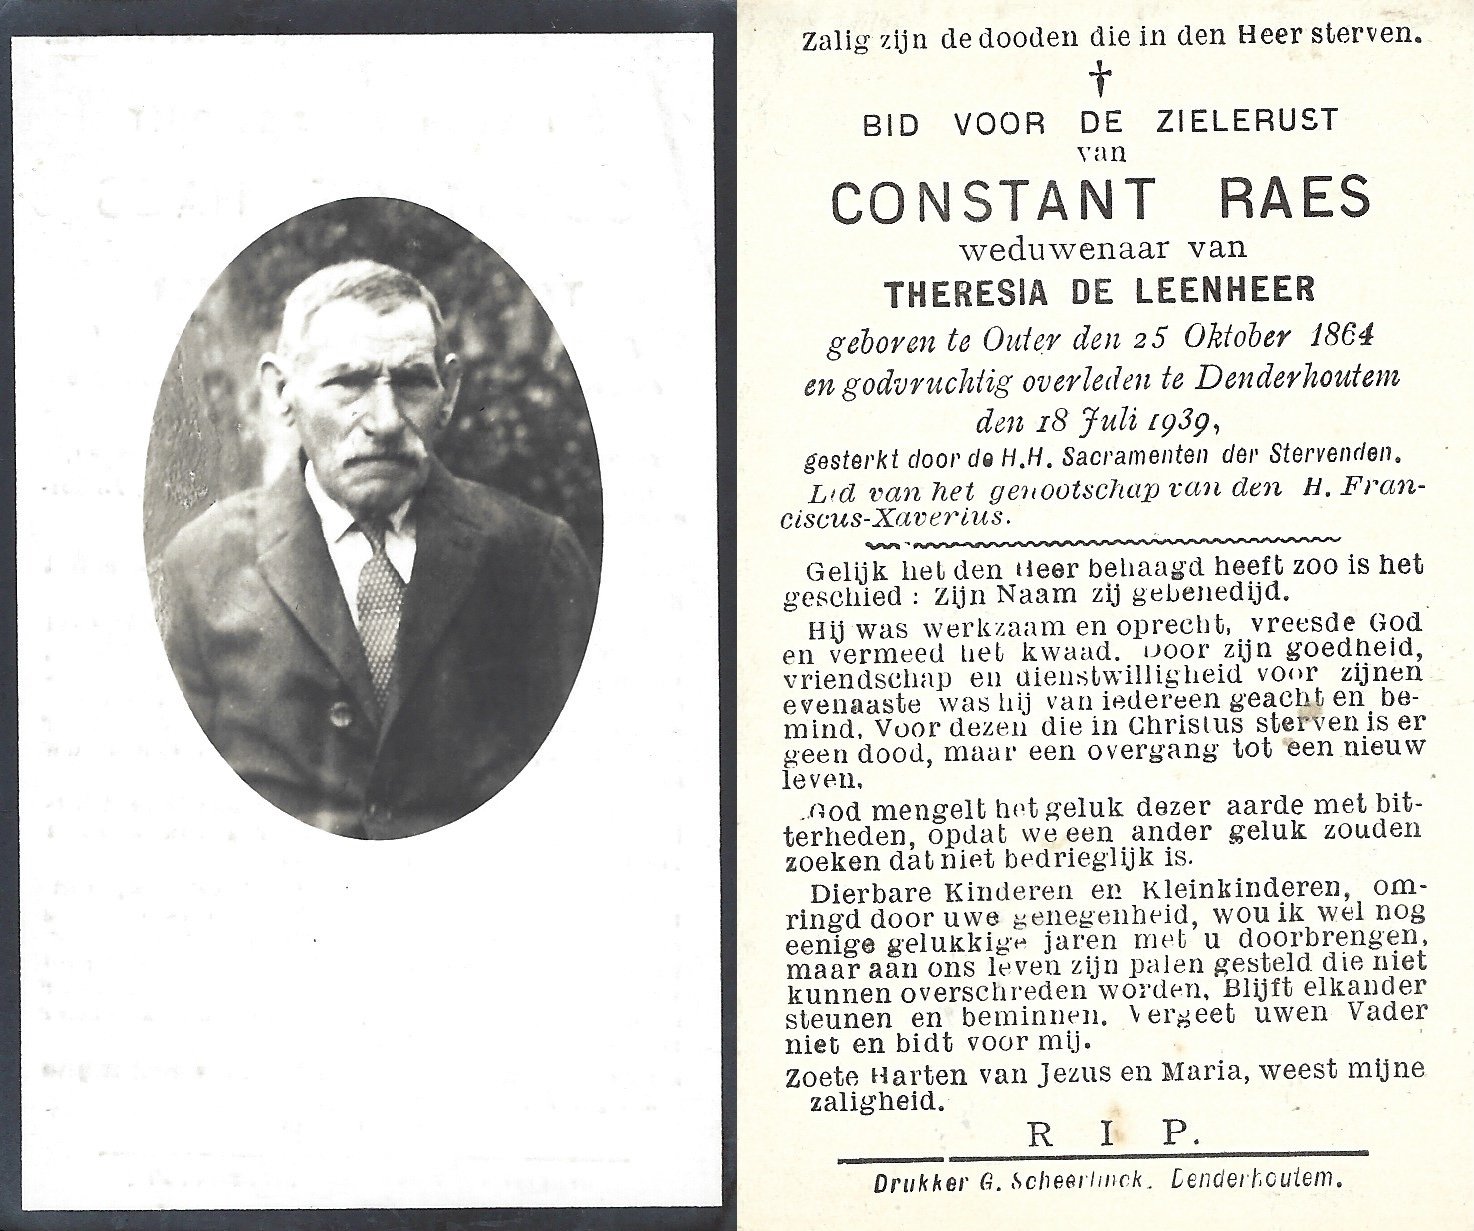 Zalig zijn de dooden die in den Heer sterven.
†
BID VOOR DE ZIELERUST
van
CONSTANT RAES
weduwenaar van
THERESIA DE LEENHEER
geboren te Outer den 25 Oktober 1864
en godvruchtig overleden te Denderhoutem
den 18 Juli 1939,
gesterkt door de H.H. Sacramenten der Stervenden.
Lid van het genootschap van den H. Fran-
ciscus-Xaverius.
Gelijk het den Heer behaagd heeft zoo is het
geschied : Zijn Naam zij gebenedijd.
Hij was werkzaam en oprecht, vreesde God
en vermeed het kwaad. Door zijn goedheid,
vriendschap en dienstwilligheid voor zijnen
evenaaste was hij van iedereen geacht en be-
mind. Voor dezen die in Christus sterven is er
geen dood, maar een overgang tot een nieuw
leven.
God mengelt het geluk dezer aarde met bit-
terheden, opdat we een ander geluk zouden
zoeken dat niet bedrieglijk is.
Dierbare Kinderen en Kleinkinderen, om-
ringd door uwe genegenheid, wou ik wel nog
eenige gelukkige jaren met u doorbrengen,
maar aan ons leven zijn palen gesteld die niet
kunnen overschreden worden. Blijft elkander
steunen en beminnen. Vergeet uwen Vader
niet en bidt voor mij.
Zoete Harten van Jezus en Maria, weest mijne
zaligheid.
R I P.
Drukker G. Scheerlinck. Denderhoutem.